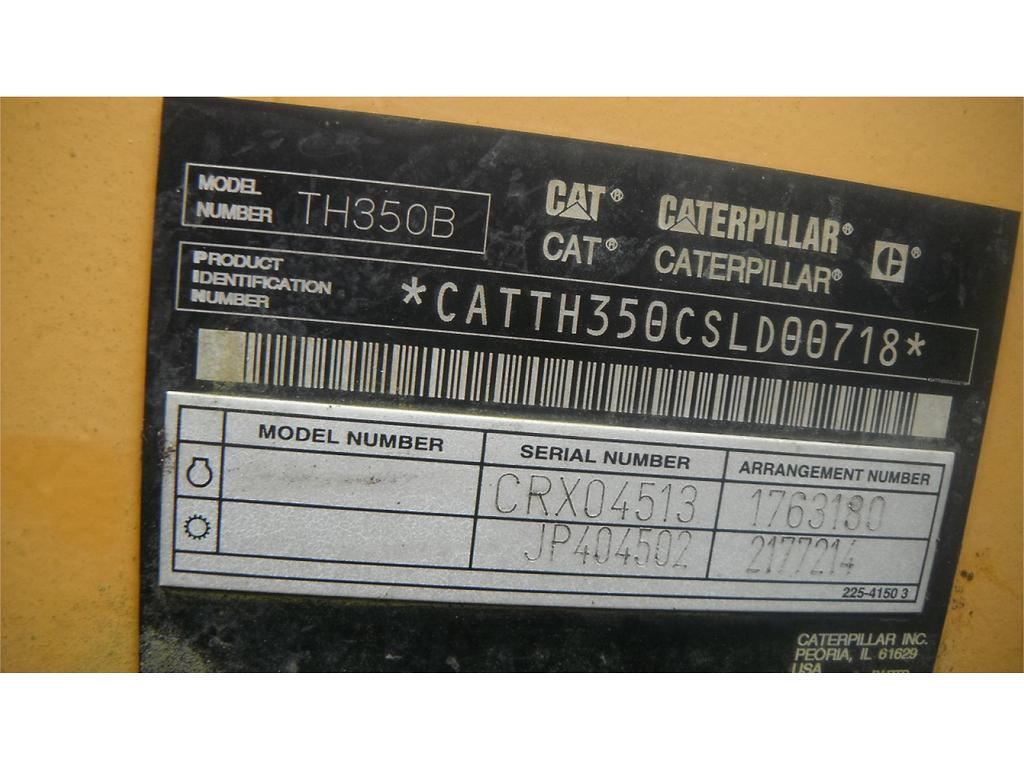 MODEL NUMBER TH350B
CAT® CATERPILLAR®
CAT® CATERPILLAR®
PRODUCT IDENTIFICATION NUMBER *CATTH350CSLD00718*
MODEL NUMBER SERIAL NUMBER ARRANGEMENT NUMBER
CRX04513 1763180
JP404502 2177214
225-4150 3
CATERPILLAR INC.
PEORIA, IL 61629
USA